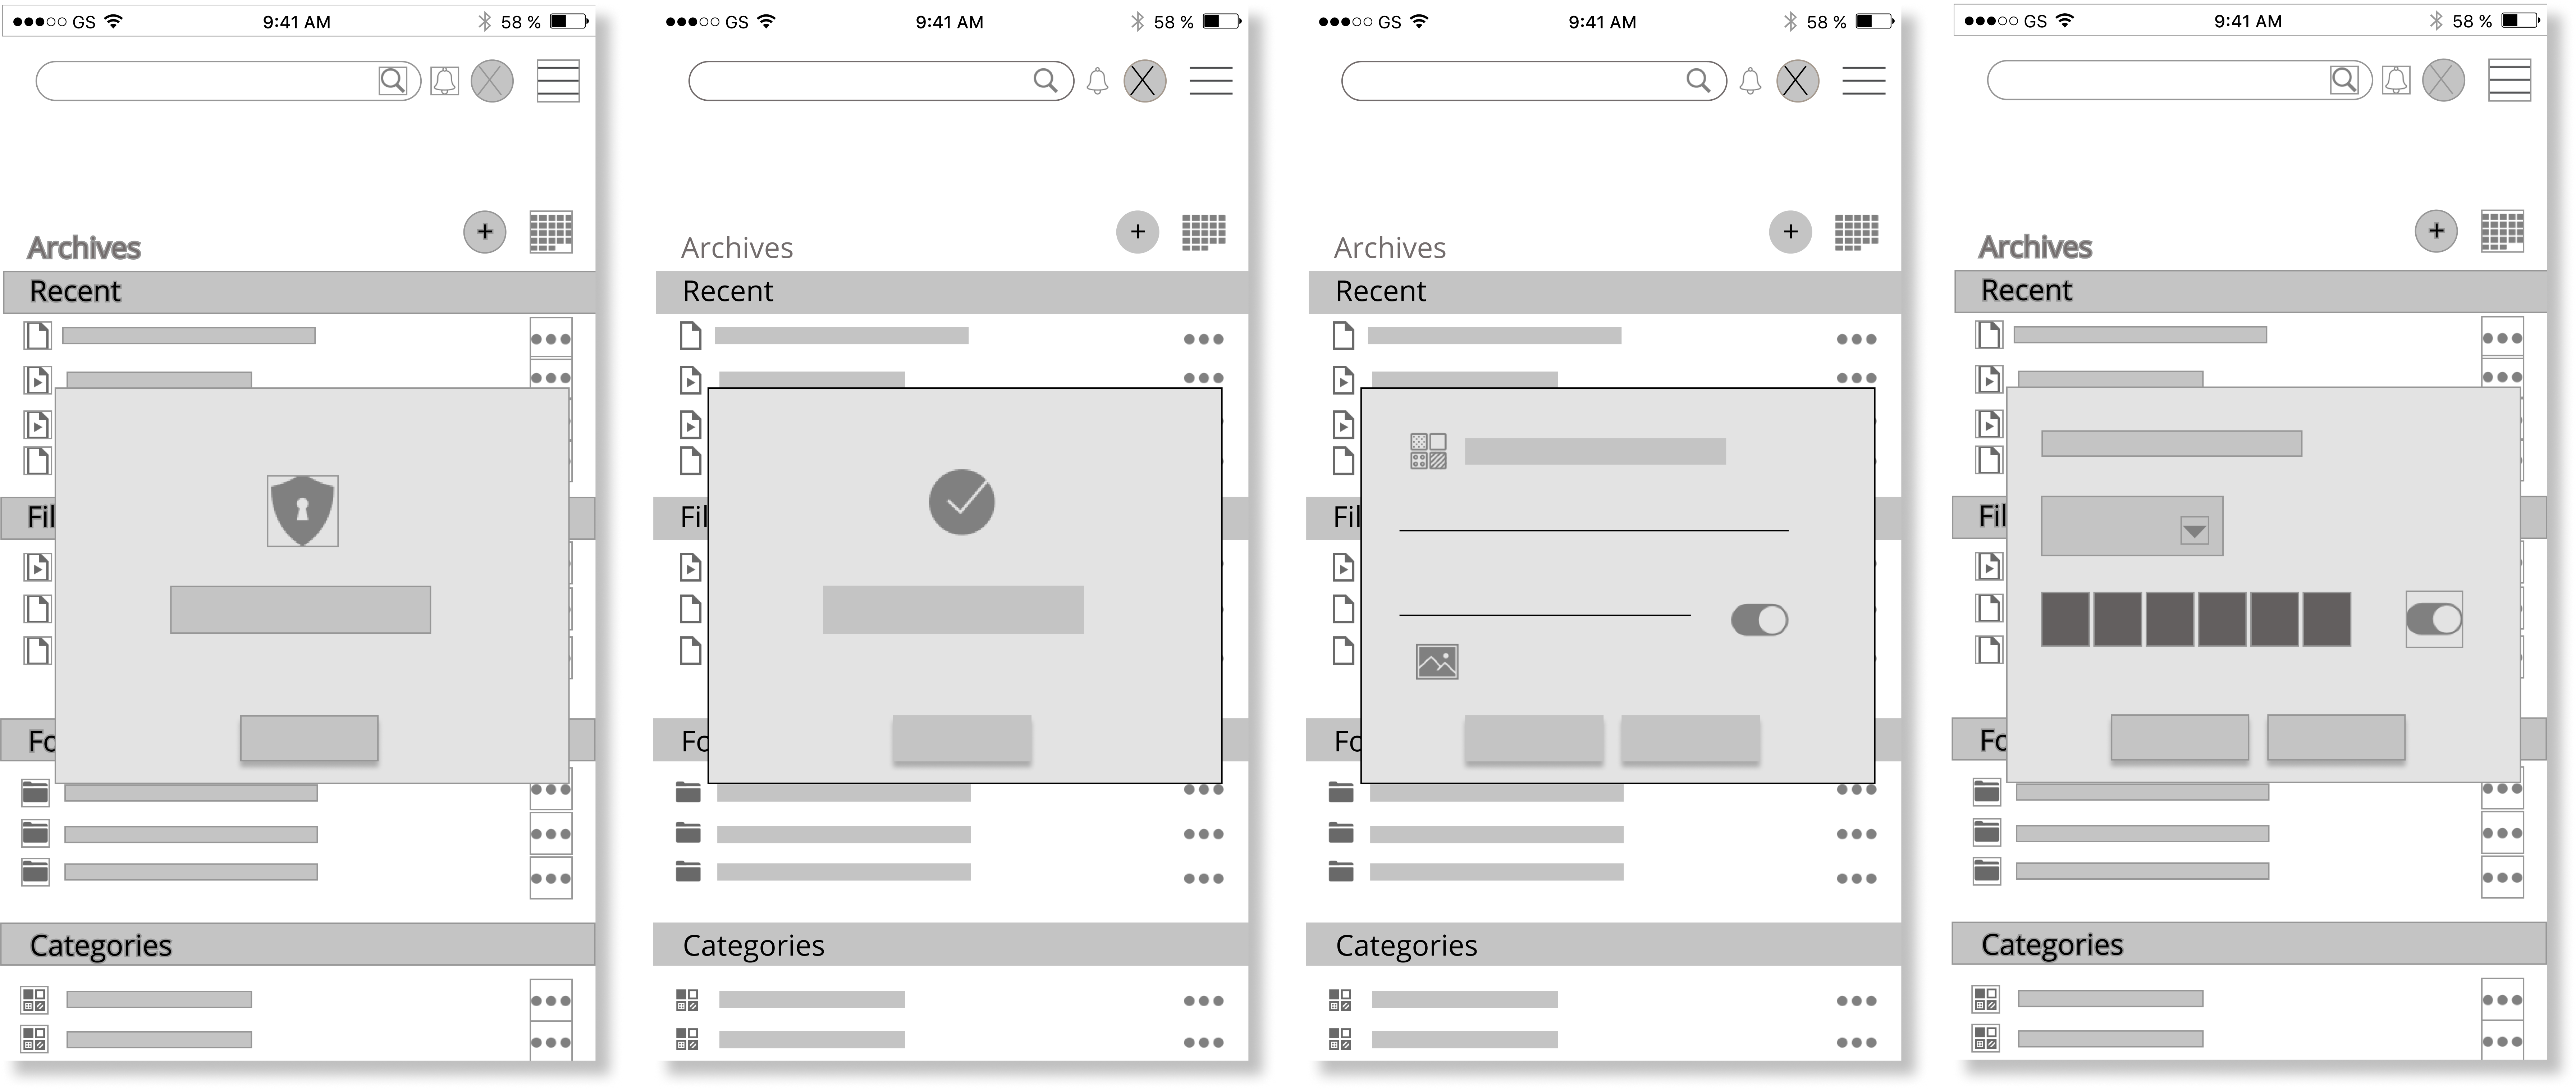 GS 9:41 AM 58 %
Archives
+
Recent
Fil
Fo
Categories
GS 9:41 AM 58 %
Archives
+
Recent
Fil
Fo
Categories
GS 9:41 AM 58 %
Archives
+
Recent
Fil
Fo
Categories
GS 9:41 AM 58 %
Archives
+
Recent
Fil
Fo
Categories